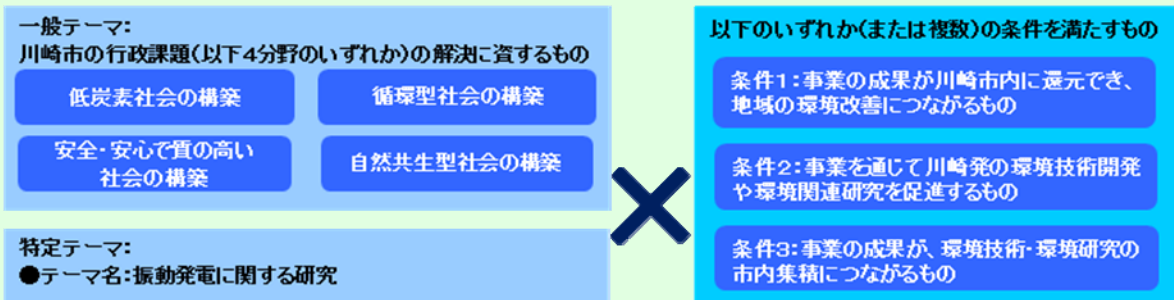 一般テーマ:
川崎市の行政課題(以下4分野のいずれか)の解決に資するもの
低炭素社会の構築
循環型社会の構築
安全・安心で質の高い
社会の構築
自然共生型社会の構築
特定テーマ:
●テーマ名:振動発電に関する研究
以下のいずれか(または複数)の条件を満たすもの
条件1:事業の成果が川崎市内に還元でき、
地域の環境改善につながるもの
条件2:事業を通じて川崎発の環境技術開発
や環境関連研究を促進するもの
条件3:事業の成果が、環境技術・環境研究の
市内集積につながるもの